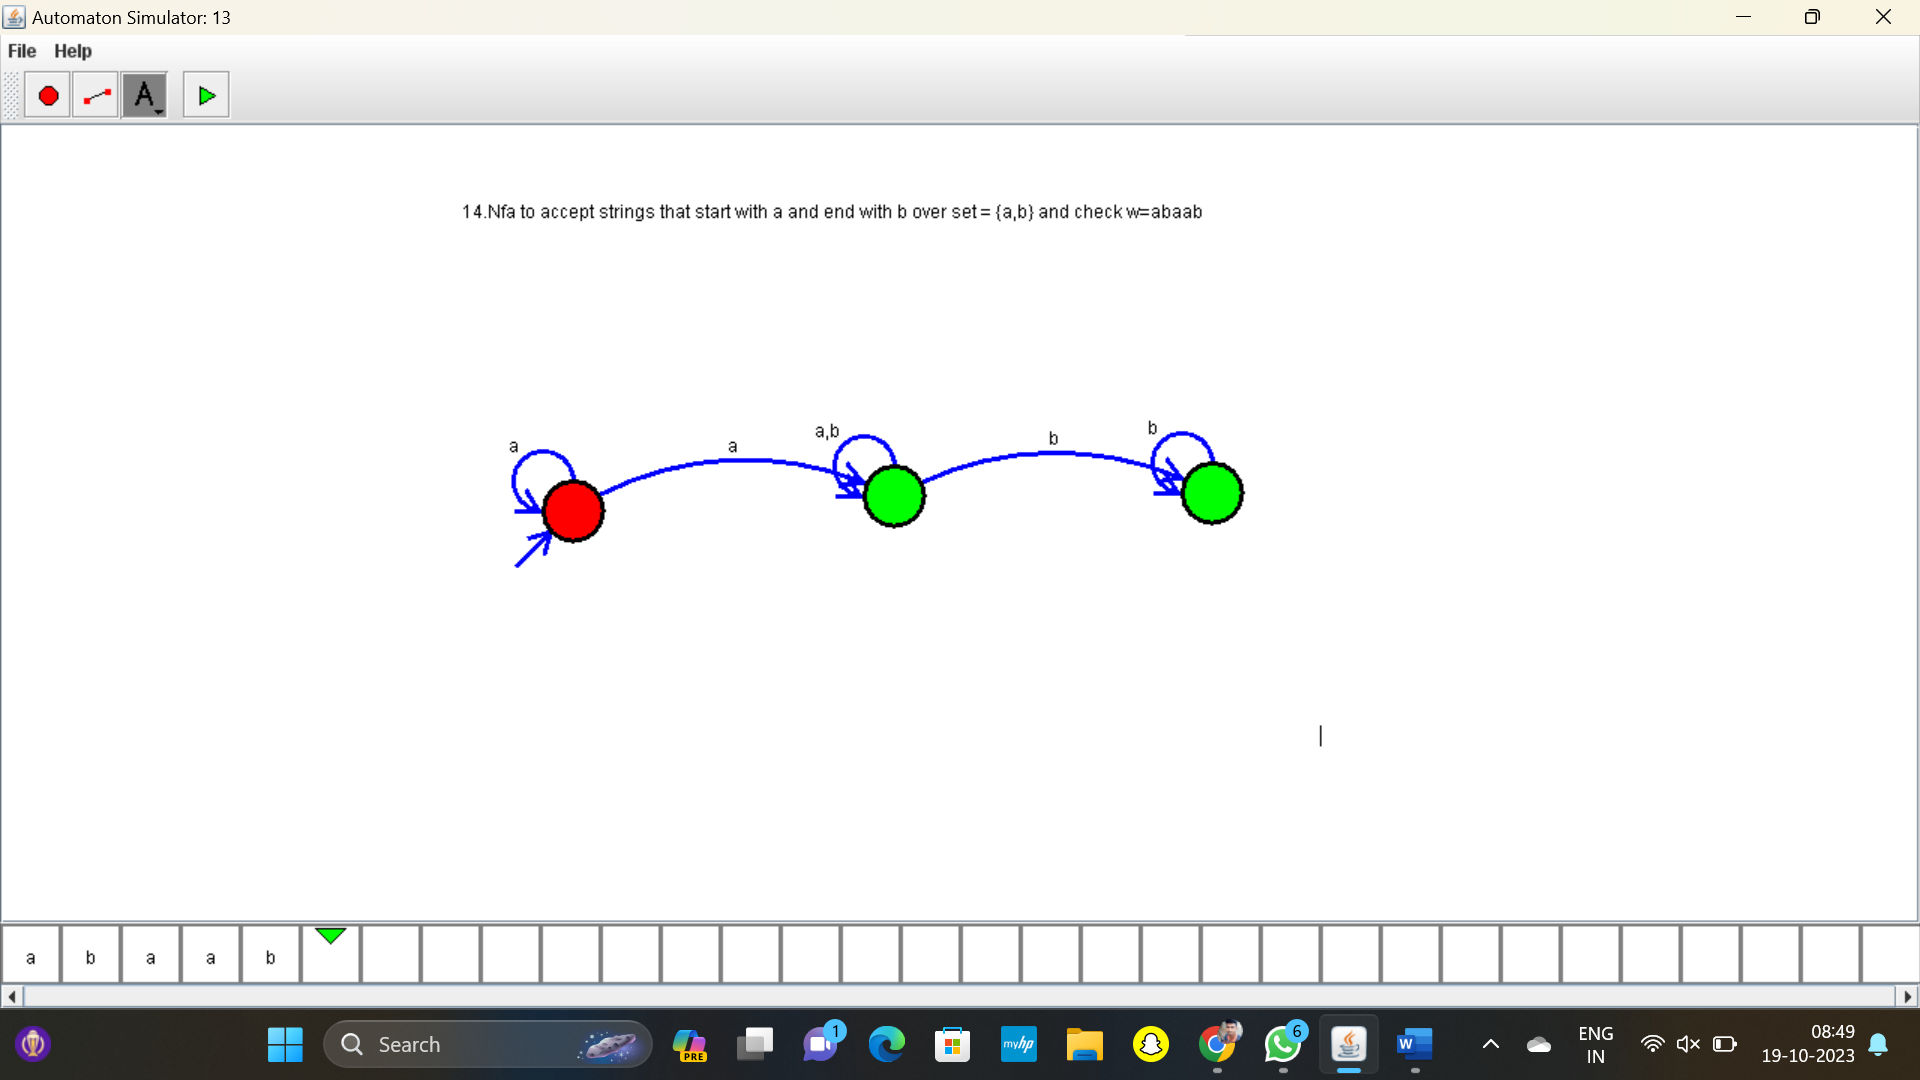 Automaton Simulator: 13
File Help
A
14.Nfa to accept strings that start with a and end with b over set = {a,b} and check w=abaab
a a a,b b b
a b a a b
Search
PRE
1
myhp
6
W
ENG
IN
08:49
19-10-2023